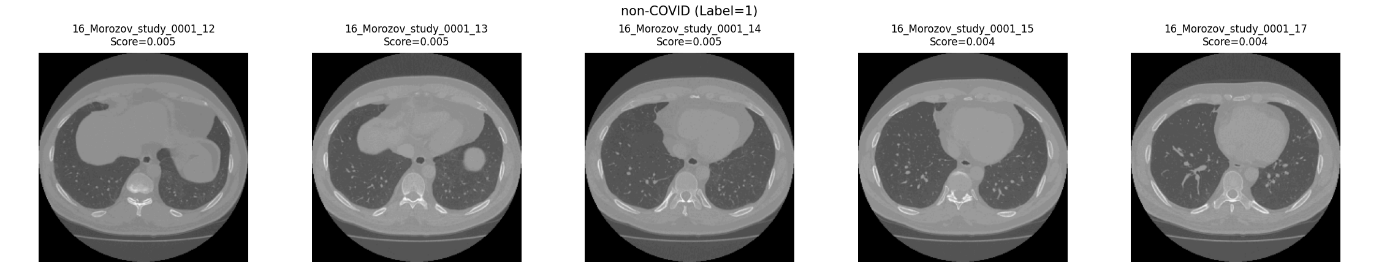 non-COVID (Label=1)
16_Morozov_study_0001_12
Score=0.005
16_Morozov_study_0001_13
Score=0.005
16_Morozov_study_0001_14
Score=0.005
16_Morozov_study_0001_15
Score=0.004
16_Morozov_study_0001_17
Score=0.004